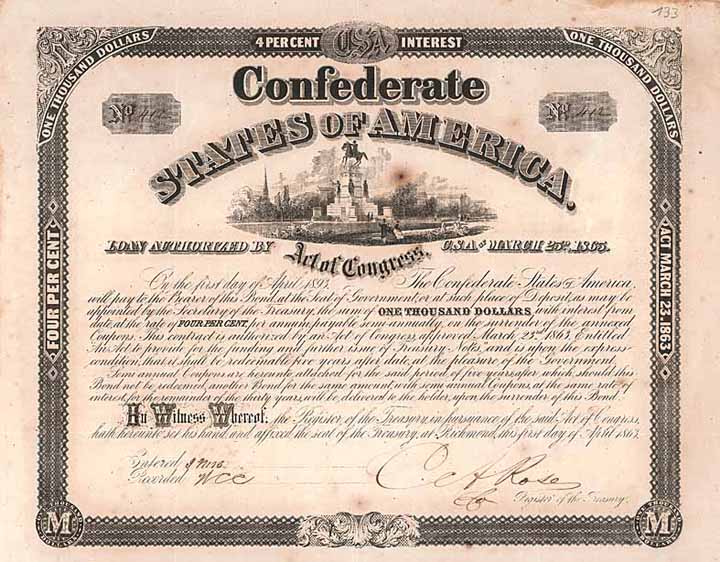 133
4 PER CENT CSA INTEREST
ONE THOUSAND DOLLARS
ONE THOUSAND DOLLARS
Confederate
No.
No.
STATES OF AMERICA.
LOAN AUTHORIZED BY Act of Congress, C.S.A. OF MARCH 23D. 1863.
FOUR PER CENT
ACT MARCH 23. 1863
On the first day of April 1893, The Confederate States of America,
will pay to the Bearer of this Bond, at the Seat of Government, or at such place of Deposit, as may be
appointed by the Secretary of the Treasury, the sum of ONE THOUSAND DOLLARS, with interest from
date, at the rate of FOUR PER CENT, per annum, payable semi-annually, on the surrender of the annexed
Coupons. This contract is authorized by an Act of Congress, approved March, 23d. 1863, Entitled
An Act to provide for the funding and further issue of Treasury Notes, and is upon the express
condition, that it shall be redeemable five years after date, at the pleasure of the Government.
Semi annual Coupons are hereunto attached for the said period of five years, after which should this
Bond not be redeemed, another Bond for the same amount, with semi annual Coupons, at the same rate of
interest, for the remainder of the thirty years, will be delivered to the holder, upon the surrender of this Bond.
In Witness Whereof, the Register of the Treasury, in pursuance of the said Act of Congress,
hath hereunto set his hand, and affixed the seal of the Treasury, at Richmond, this first day of April 1863.
Entered
Recorded WCC
C A Rose
Register of the Treasury.
M
M